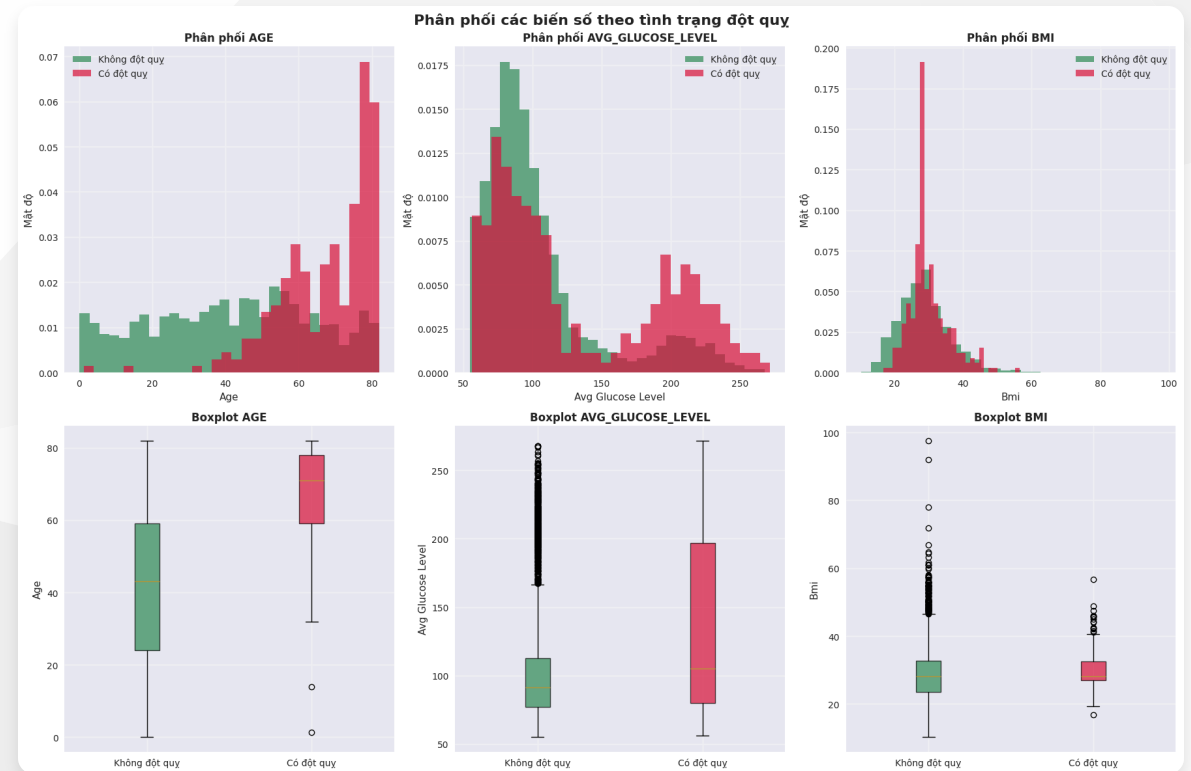 Phân phối các biến số theo tình trạng đột quỵ
Phân phối AGE
Không đột quỵ
Có đột quỵ
0.07
0.06
0.05
0.04
0.03
0.02
0.01
0.00
Mật độ
0 20 40 60 80
Age
Phân phối AVG_GLUCOSE_LEVEL
Không đột quỵ
Có đột quỵ
0.0175
0.0150
0.0125
0.0100
0.0075
0.0050
0.0025
0.0000
Mật độ
50 100 150 200 250
Avg Glucose Level
Phân phối BMI
Không đột quỵ
Có đột quỵ
0.200
0.175
0.150
0.125
0.100
0.075
0.050
0.025
0.000
Mật độ
20 40 60 80 100
Bmi
Boxplot AGE
80
60
40
20
0
Age
Không đột quỵ Có đột quỵ
Boxplot AVG_GLUCOSE_LEVEL
250
200
150
100
50
Avg Glucose Level
Không đột quỵ Có đột quỵ
Boxplot BMI
100
80
60
40
20
Bmi
Không đột quỵ Có đột quỵ